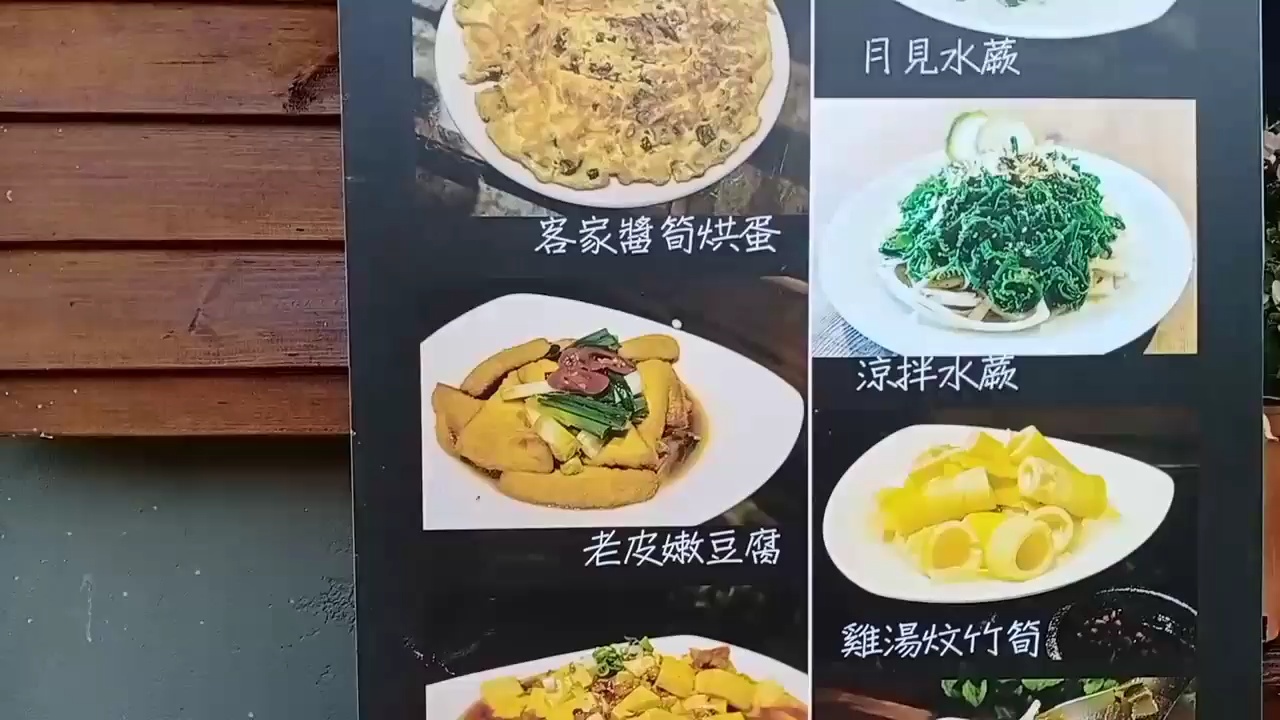 客家醬筍烘蛋
老皮嫩豆腐
月見水蕨
涼拌水蕨
雞湯炆竹筍